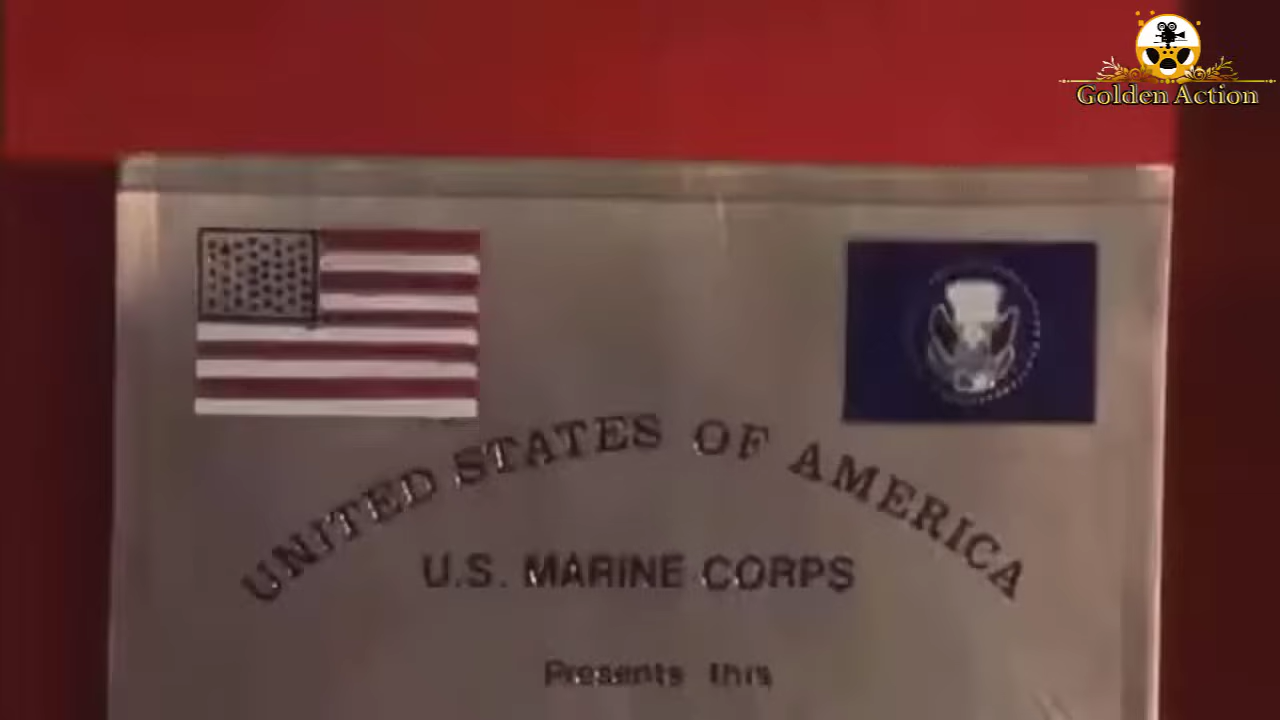 Golden Action
UNITED STATES OF AMERICA
U.S. MARINE CORPS
Presents this